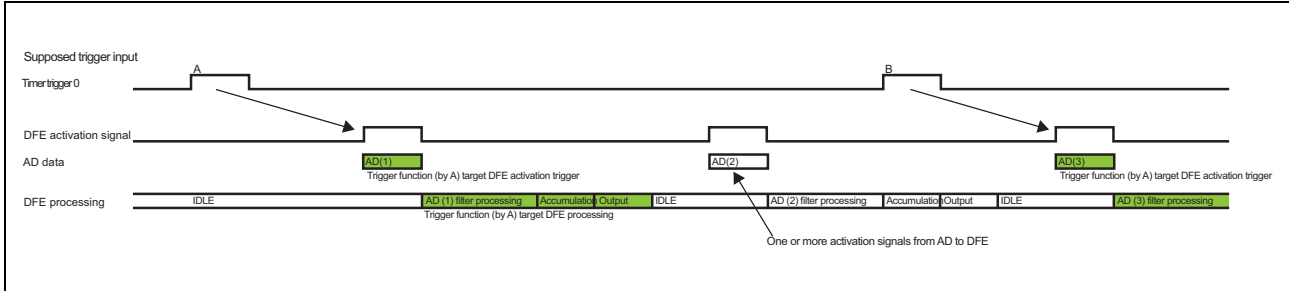 Supposed trigger input
A
B
Timer trigger 0
DFE activation signal
AD data
AD(1)
AD(2)
AD(3)
Trigger function (by A) target DFE activation trigger
Trigger function (by A) target DFE activation trigger
DFE processing
IDLE
AD (1) filter processing
Accumulation
Output
IDLE
AD (2) filter processing
Accumulation
Output
IDLE
AD (3) filter processing
Trigger function (by A) target DFE processing
One or more activation signals from AD to DFE